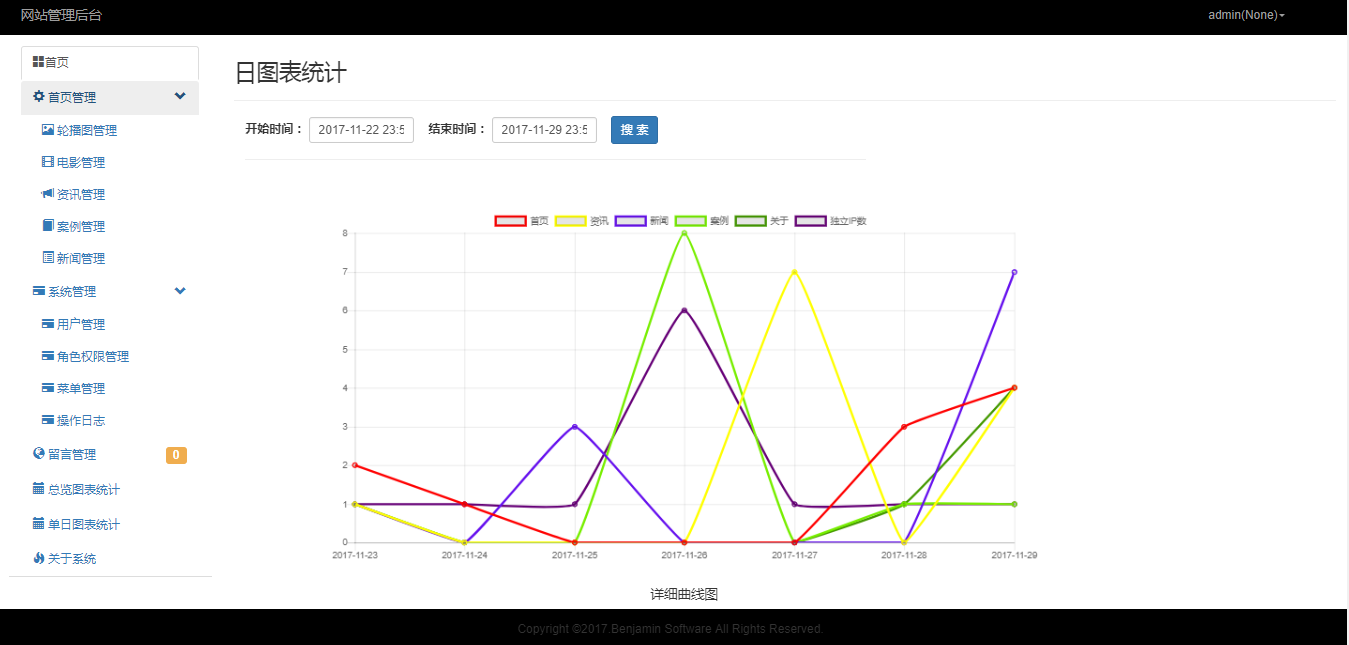 网站管理后台
admin(None)
首页
首页管理
轮播图管理
电影管理
资讯管理
案例管理
新闻管理
系统管理
用户管理
角色权限管理
菜单管理
操作日志
留言管理 0
总览图表统计
单日图表统计
关于系统
日图表统计
开始时间： 2017-11-22 23:5 结束时间： 2017-11-29 23:5 搜 索
首页 资讯 新闻 案例 关于 独立IP数
8
7
6
5
4
3
2
1
0
2017-11-23 2017-11-24 2017-11-25 2017-11-26 2017-11-27 2017-11-28 2017-11-29
详细曲线图
Copyright ©2017.Benjamin Software All Rights Reserved.